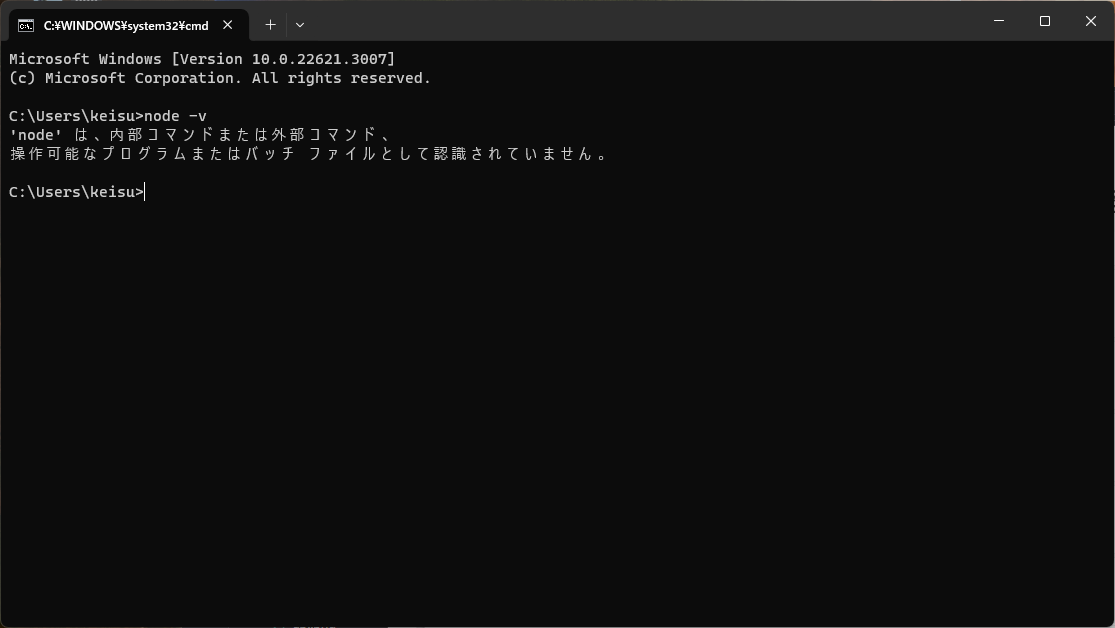 C:¥WINDOWS¥system32¥cmd
Microsoft Windows [Version 10.0.22621.3007]
(c) Microsoft Corporation. All rights reserved.
C:\Users\keisu>node -v
'node' は、内部コマンドまたは外部コマンド、
操作可能なプログラムまたはバッチ ファイルとして認識されていません。
C:\Users\keisu>